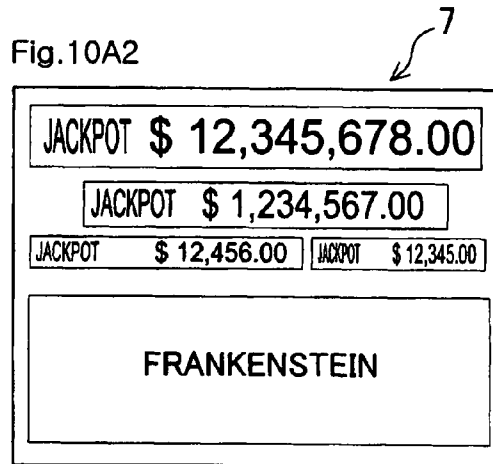 7
Fig.10A2
JACKPOT $ 12,345,678.00
JACKPOT $ 1,234,567.00
JACKPOT $ 12,456.00 JACKPOT $ 12,345.00
FRANKENSTEIN